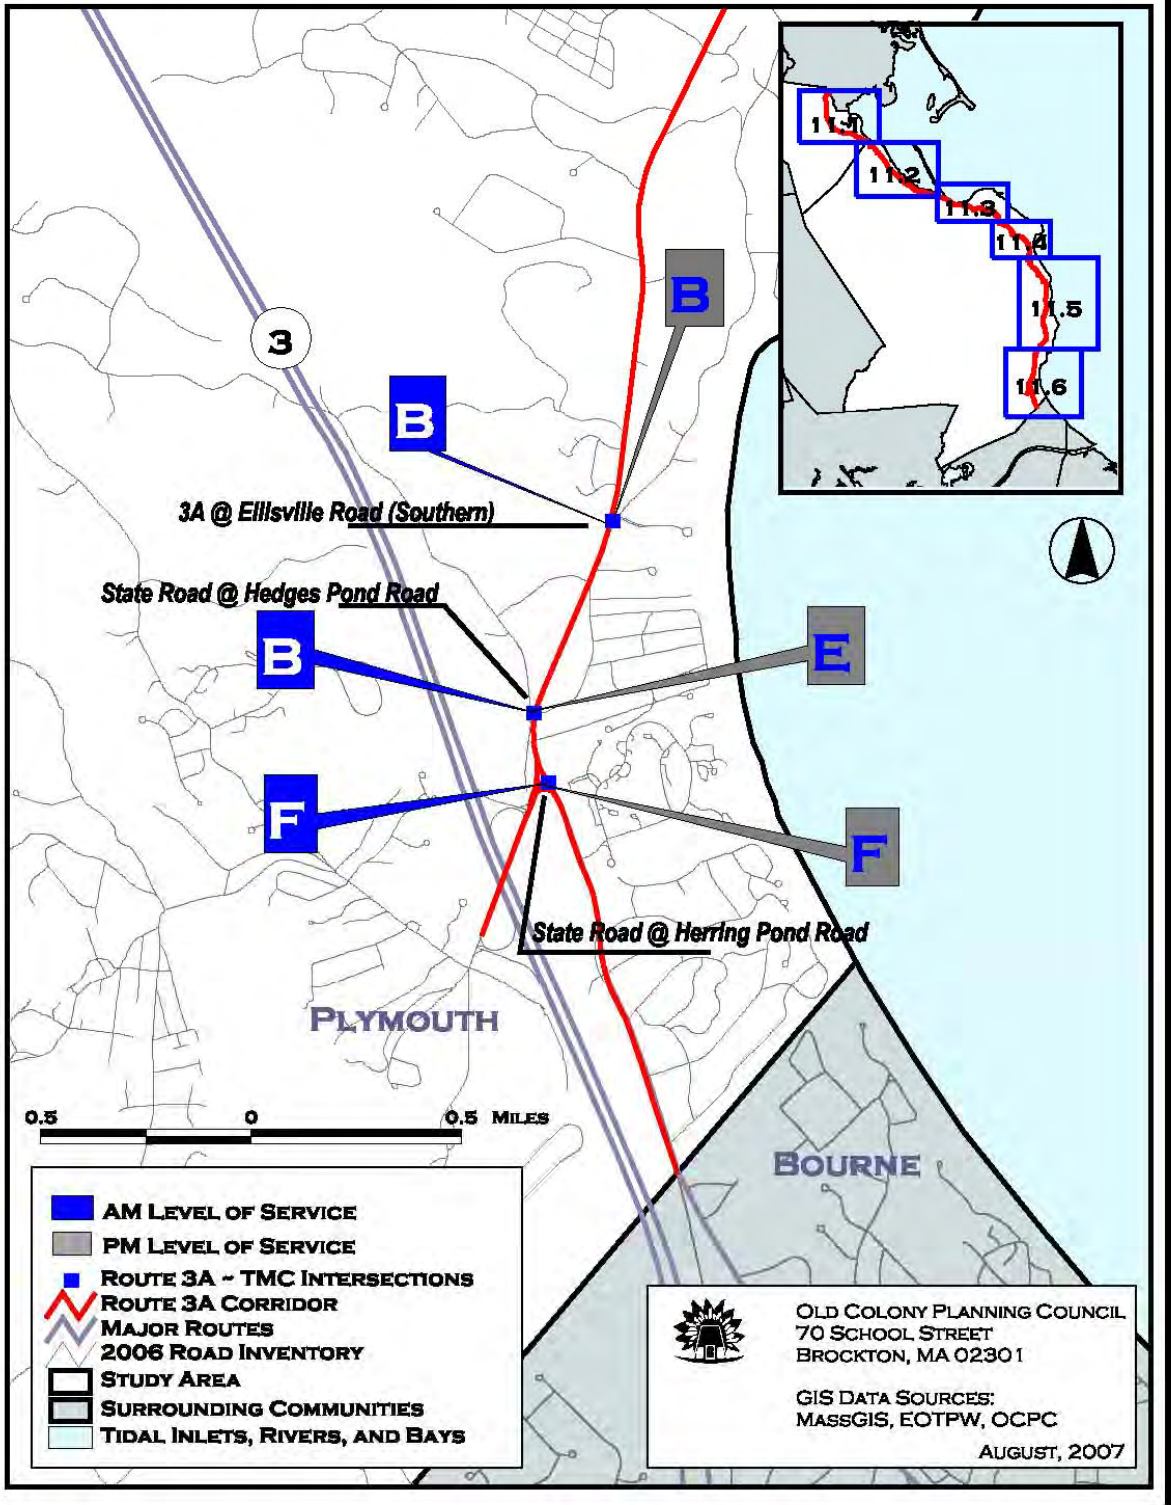 11.1
11.2
11.3
11.4
11.5
11.6
3
B
B
3A @ Ellisville Road (Southern)
State Road @ Hedges Pond Road
B
E
F
F
State Road @ Herring Pond Road
PLYMOUTH
BOURNE
0.5 0 0.5 MILES
AM LEVEL OF SERVICE
PM LEVEL OF SERVICE
ROUTE 3A - TMC INTERSECTIONS
ROUTE 3A CORRIDOR
MAJOR ROUTES
2006 ROAD INVENTORY
STUDY AREA
SURROUNDING COMMUNITIES
TIDAL INLETS, RIVERS, AND BAYS
OLD COLONY PLANNING COUNCIL
70 SCHOOL STREET
BROCKTON, MA 02301
GIS DATA SOURCES:
MASSGIS, EOTPW, OCPC
AUGUST, 2007